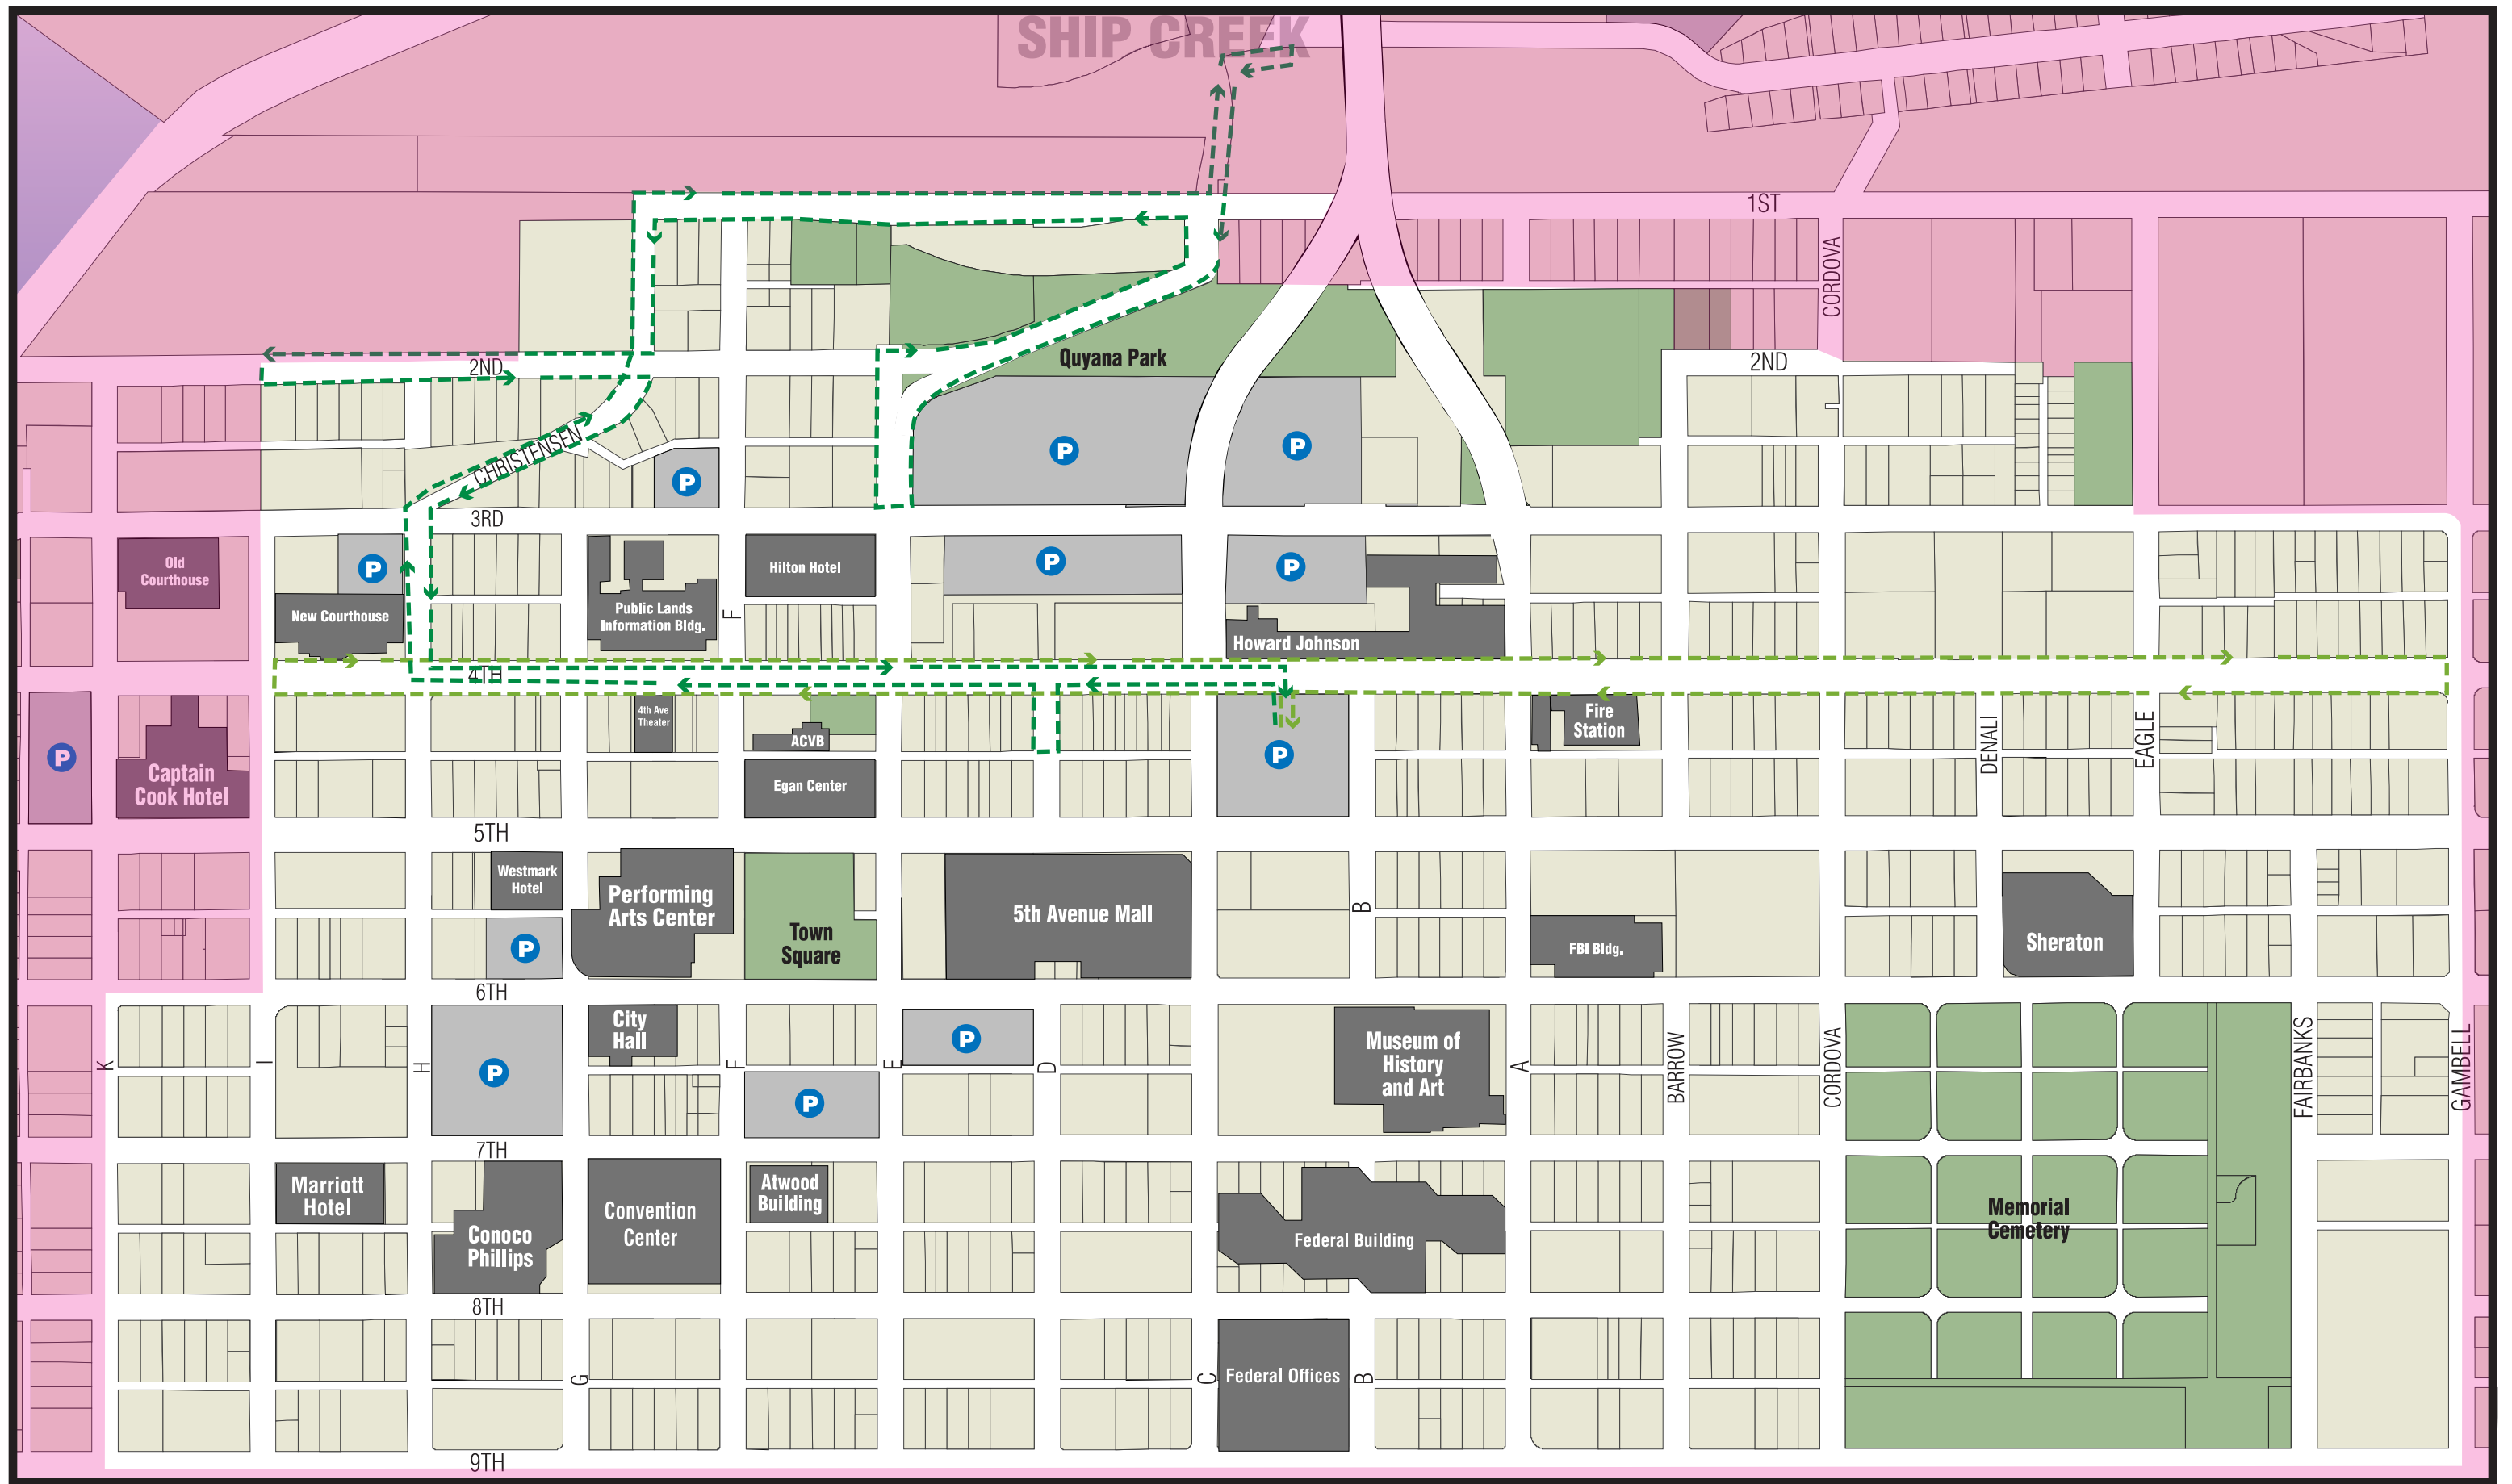 SHIP CREEK
1ST
CORDOVA
2ND
2ND
Quyana Park
P
P
P
CHRISTENSEN
3RD
Old
Courthouse
P
New Courthouse
Public Lands
Information Bldg.
F
Hilton Hotel
P
P
Howard Johnson
4TH
P
Captain
Cook Hotel
4th Ave
Theater
ACVB
Egan Center
P
Fire
Station
DENALI
EAGLE
5TH
Westmark
Hotel
P
Performing
Arts Center
Town
Square
5th Avenue Mall
B
FBI Bldg.
Sheraton
6TH
K
I
H
P
City
Hall
F
P
E
P
D
Museum of
History
and Art
A
BARROW
CORDOVA
FAIRBANKS
GAMBELL
7TH
Marriott
Hotel
Conoco
Phillips
Convention
Center
Atwood
Building
Federal Building
Memorial
Cemetery
8TH
G
C
Federal Offices
B
9TH